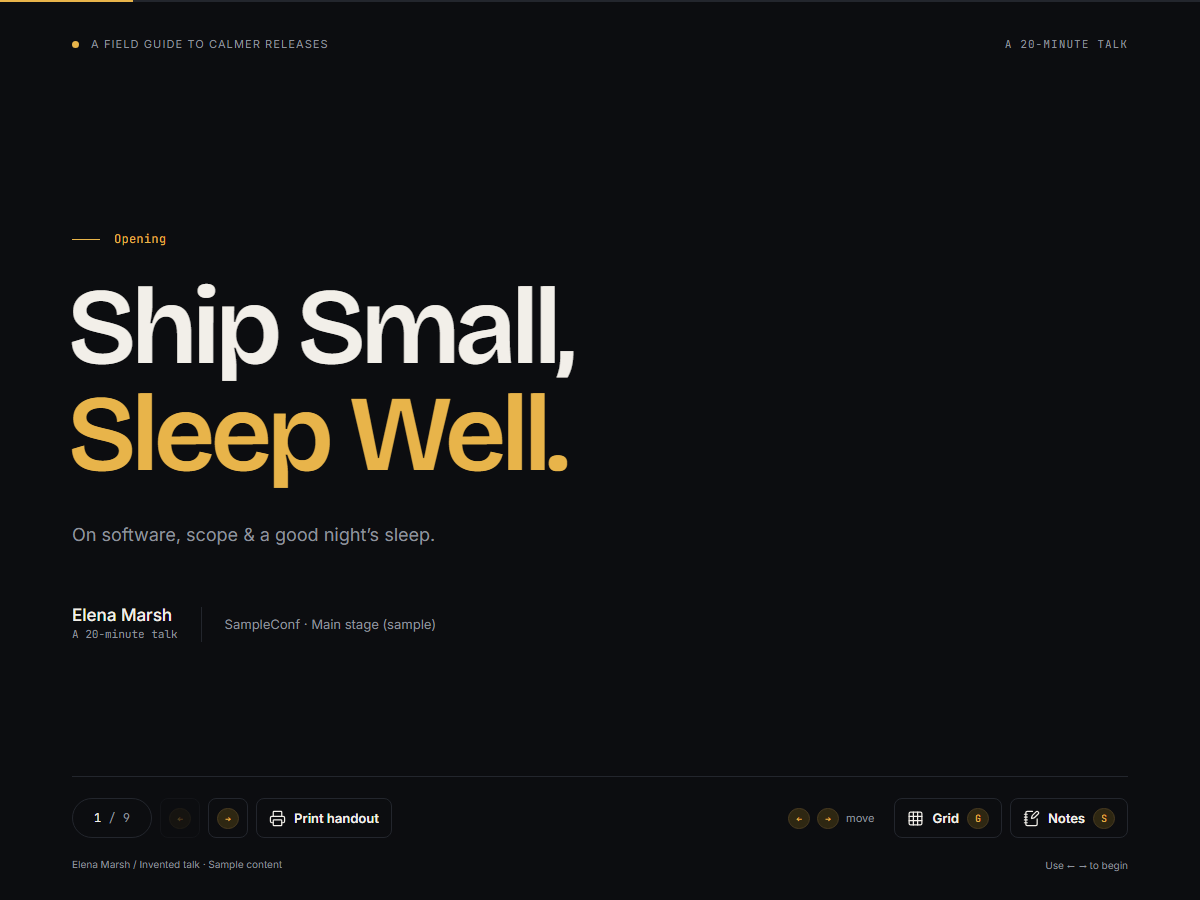 A FIELD GUIDE TO CALMER RELEASES
A 20-MINUTE TALK
Opening
Ship Small,
Sleep Well.
On software, scope & a good night’s sleep.
Elena Marsh
A 20-minute talk
SampleConf · Main stage (sample)
1 / 9
←
→
Print handout
← → move
Grid G
Notes S
Elena Marsh / Invented talk · Sample content
Use ← → to begin